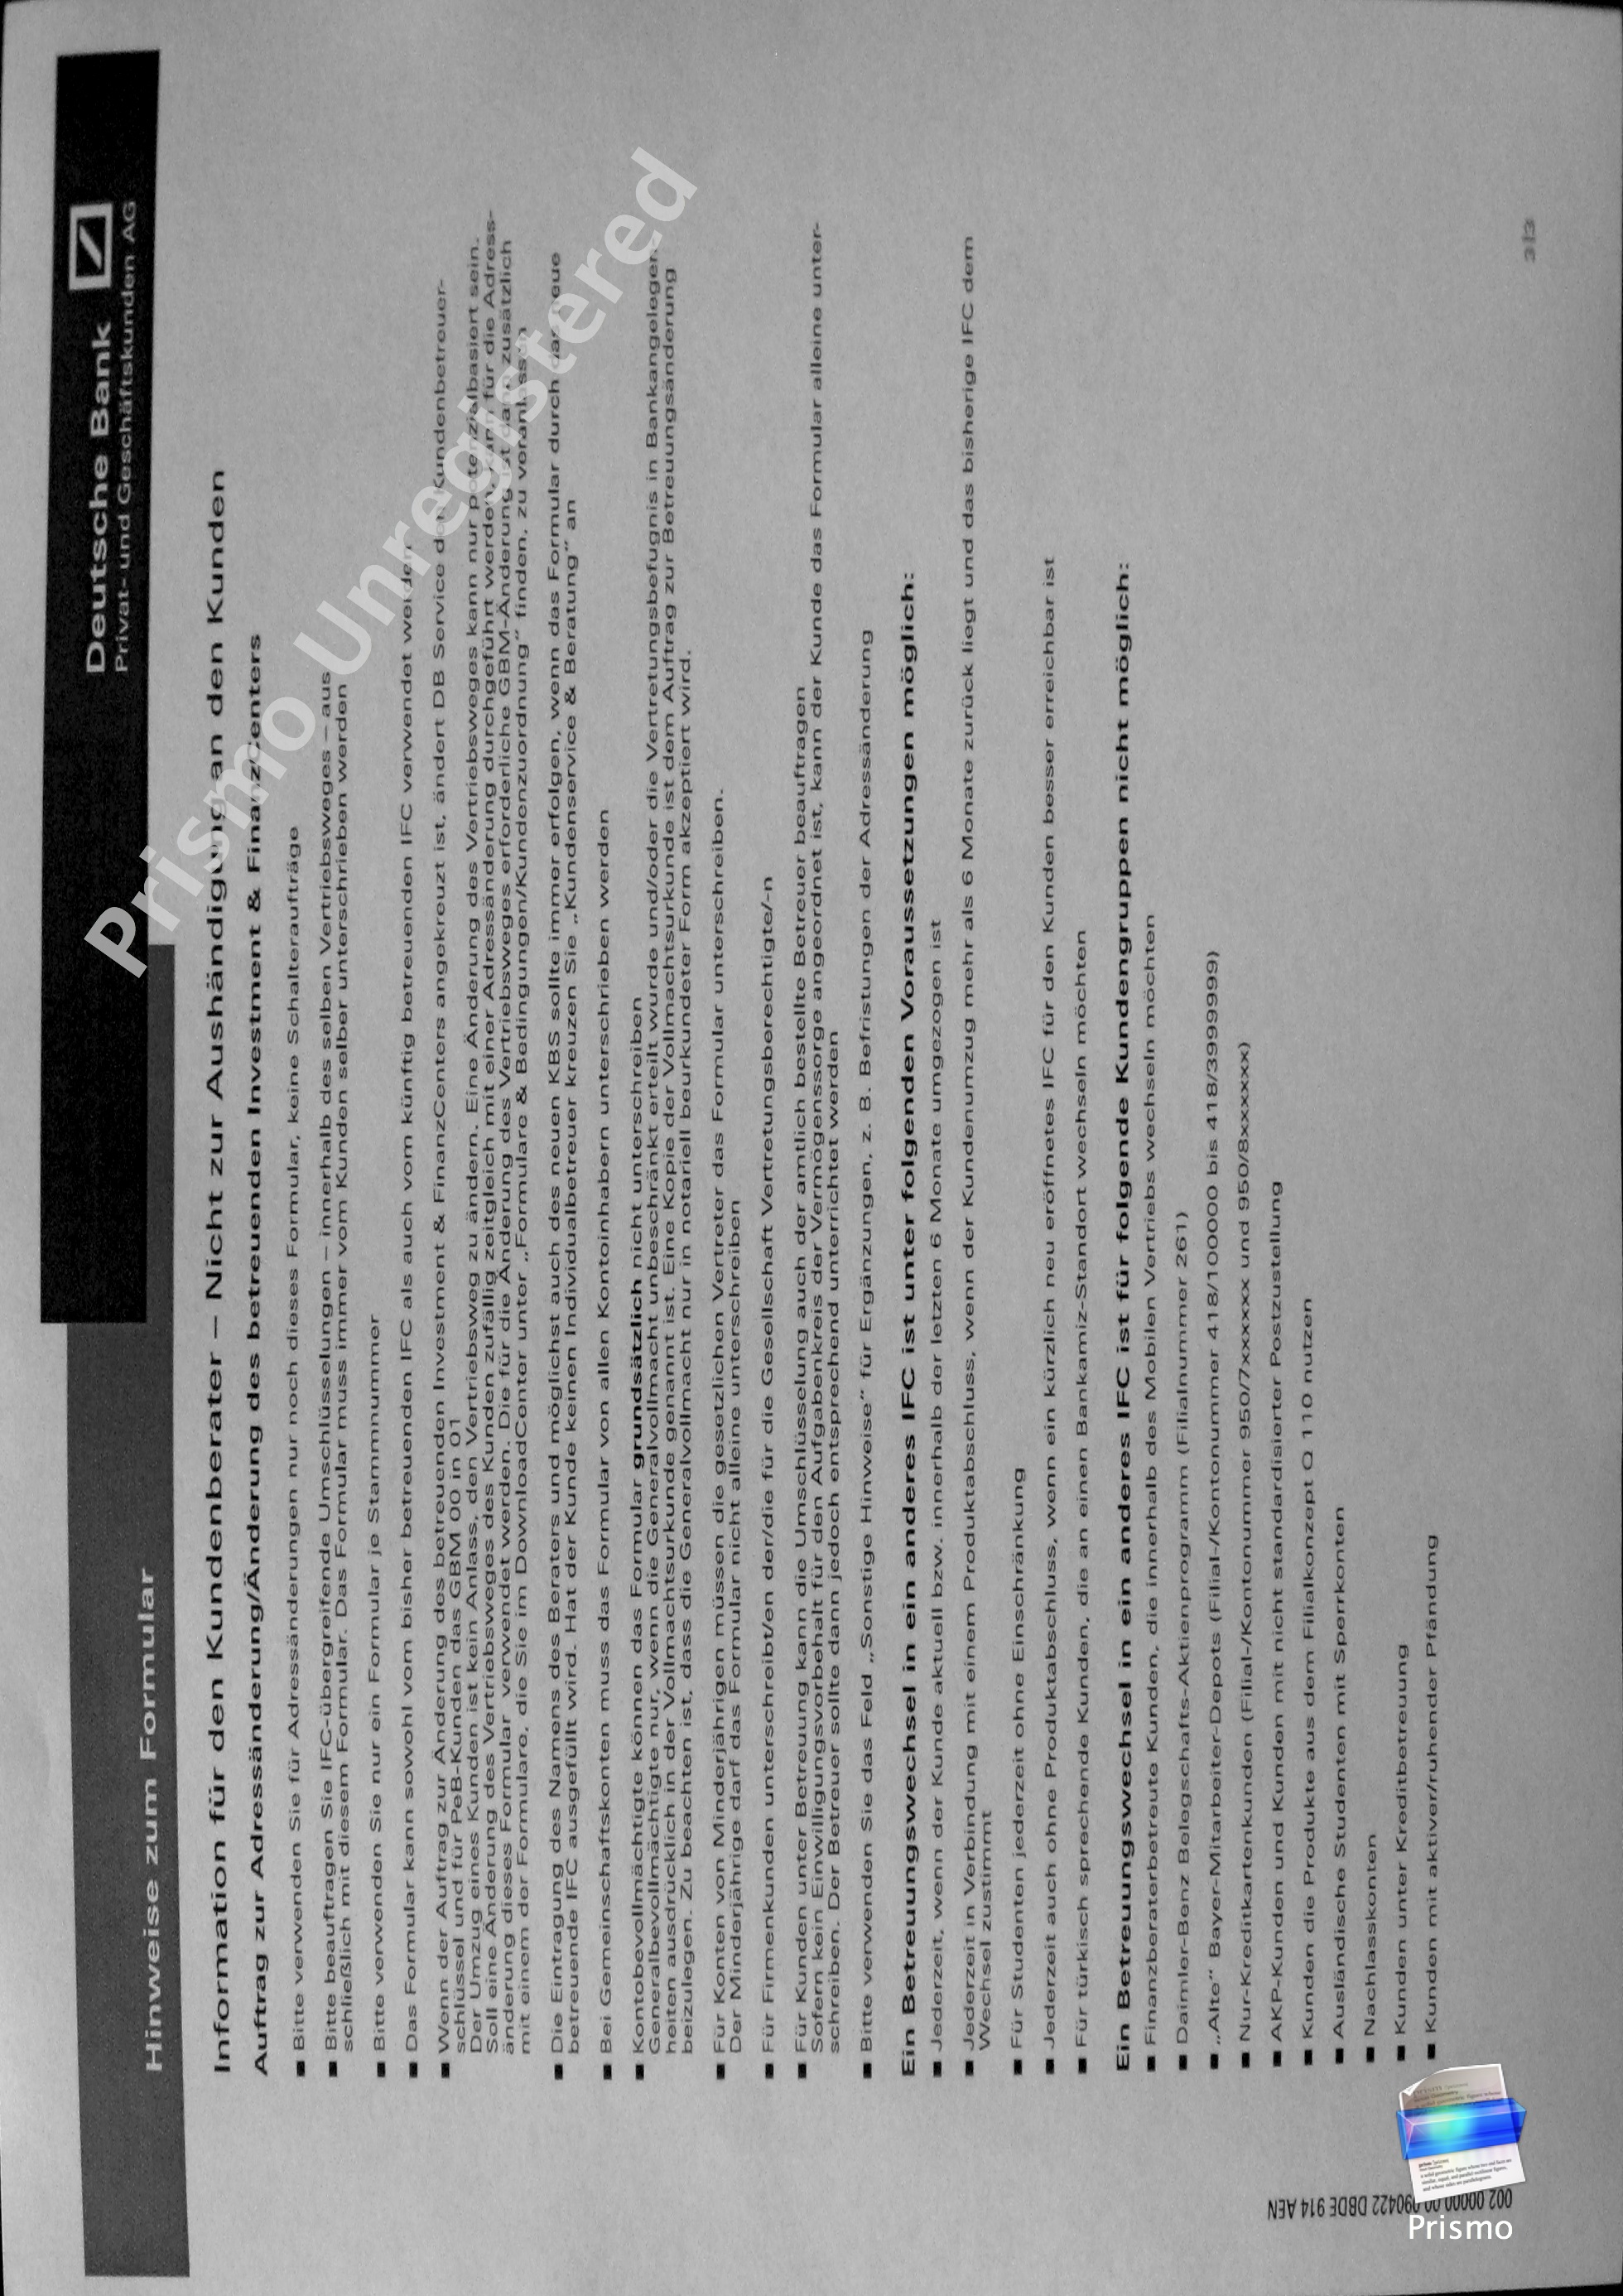 Hinweise zum Formular
Deutsche Bank
Privat- und Geschäftskunden AG
Information für den Kundenberater – Nicht zur Aushändigung an den Kunden
Auftrag zur Adressänderung/Änderung des betreuenden Investment & FinanzCenters
■ Bitte verwenden Sie für Adressänderungen nur noch dieses Formular, keine Schalteraufträge
■ Bitte beauftragen Sie IFC-übergreifende Umschlüsselungen – innerhalb des selben Vertriebsweges – aus-
schließlich mit diesem Formular. Das Formular muss immer vom Kunden selber unterschrieben werden
■ Bitte verwenden Sie nur ein Formular je Stammnummer
■ Das Formular kann sowohl vom bisher betreuenden IFC als auch vom künftig betreuenden IFC verwendet werden
■ Wenn der Auftrag zur Änderung des betreuenden Investment & FinanzCenters angekreuzt ist, ändert DB Service den Kundenbetreuer-
schlüssel und für PeB-Kunden das GBM 00 in 01
Der Umzug eines Kunden ist kein Anlass, den Vertriebsweg zu ändern. Eine Änderung des Vertriebsweges kann nur potenzialbasiert sein.
Soll eine Änderung des Vertriebsweges des Kunden zufällig zeitgleich mit einer Adressänderung durchgeführt werden, kann für die Adress-
änderung dieses Formular verwendet werden. Die für die Änderung des Vertriebsweges erforderliche GBM-Änderung ist dann zusätzlich
mit einem der Formulare, die Sie im DownloadCenter unter „Formulare & Bedingungen/Kundenzuordnung“ finden, zu veranlassen
■ Die Eintragung des Namens des Beraters und möglichst auch des neuen KBS sollte immer erfolgen, wenn das Formular durch das neue
betreuende IFC ausgefüllt wird. Hat der Kunde keinen Individualbetreuer kreuzen Sie „Kundenservice & Beratung“ an
■ Bei Gemeinschaftskonten muss das Formular von allen Kontoinhabern unterschrieben werden
■ Kontobevollmächtigte können das Formular grundsätzlich nicht unterschreiben
Generalbevollmächtigte nur, wenn die Generalvollmacht unbeschränkt erteilt wurde und/oder die Vertretungsbefugnis in Bankangelegen-
heiten ausdrücklich in der Vollmachtsurkunde genannt ist. Eine Kopie der Vollmachtsurkunde ist dem Auftrag zur Betreuungsänderung
beizulegen. Zu beachten ist, dass die Generalvollmacht nur in notariell beurkundeter Form akzeptiert wird.
■ Für Konten von Minderjährigen müssen die gesetzlichen Vertreter das Formular unterschreiben.
Der Minderjährige darf das Formular nicht alleine unterschreiben
■ Für Firmenkunden unterschreibt/en der/die für die Gesellschaft Vertretungsberechtigte/-n
■ Für Kunden unter Betreuung kann die Umschlüsselung auch der amtlich bestellte Betreuer beauftragen
Sofern kein Einwilligungsvorbehalt für den Aufgabenkreis der Vermögenssorge angeordnet ist, kann der Kunde das Formular alleine unter-
schreiben. Der Betreuer sollte dann jedoch entsprechend unterrichtet werden
■ Bitte verwenden Sie das Feld „Sonstige Hinweise“ für Ergänzungen, z. B. Befristungen der Adressänderung
Ein Betreuungswechsel in ein anderes IFC ist unter folgenden Voraussetzungen möglich:
■ Jederzeit, wenn der Kunde aktuell bzw. innerhalb der letzten 6 Monate umgezogen ist
■ Jederzeit in Verbindung mit einem Produktabschluss, wenn der Kundenumzug mehr als 6 Monate zurück liegt und das bisherige IFC dem
Wechsel zustimmt
■ Für Studenten jederzeit ohne Einschränkung
■ Jederzeit auch ohne Produktabschluss, wenn ein kürzlich neu eröffnetes IFC für den Kunden besser erreichbar ist
■ Für türkisch sprechende Kunden, die an einen Bankamiz-Standort wechseln möchten
Ein Betreuungswechsel in ein anderes IFC ist für folgende Kundengruppen nicht möglich:
■ Finanzberaterbetreute Kunden, die innerhalb des Mobilen Vertriebs wechseln möchten
■ Daimler-Benz Belegschafts-Aktienprogramm (Filialnummer 261)
■ „Alte“ Bayer-Mitarbeiter-Depots (Filial-/Kontonummer 418/100000 bis 418/3999999)
■ Nur-Kreditkartenkunden (Filial-/Kontonummer 950/7xxxxxx und 950/8xxxxxx)
■ AKP-Kunden und Kunden mit nicht standardisierter Postzustellung
■ Kunden die Produkte aus dem Filialkonzept Q 110 nutzen
■ Ausländische Studenten mit Sperrkonten
■ Nachlasskonten
■ Kunden unter Kreditbetreuung
■ Kunden mit aktiver/ruhender Pfändung
3|3
002 00000 00 090422 DBDE 914 AEN
Prismo Unregistered
Prismo